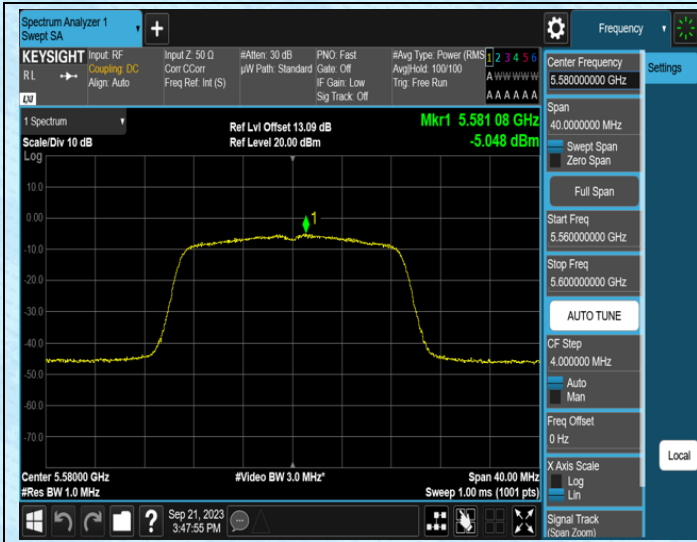 Spectrum Analyzer 1
Swept SA
+
Frequency
KEYSIGHT
RL
LXI
Input: RF
Coupling: DC
Align: Auto
Input Z: 50 Ω
Corr CCorr
Freq Ref: Int (S)
#Atten: 30 dB
µW Path: Standard
PNO: Fast
Gate: Off
IF Gain: Low
Sig Track: Off
#Avg Type: Power (RMS
Avg|Hold: 100/100
Trig: Free Run
1 2 3 4 5 6
A W W W W W
A A A A A A
1 Spectrum
Scale/Div 10 dB
Log
Ref Lvl Offset 13.09 dB
Ref Level 20.00 dBm
Mkr1 5.581 08 GHz
-5.048 dBm
10.0
0.00
-10.0
-20.0
-30.0
-40.0
-50.0
-60.0
-70.0
1
Center 5.58000 GHz
#Res BW 1.0 MHz
#Video BW 3.0 MHz*
Span 40.00 MHz
Sweep 1.00 ms (1001 pts)
?
Sep 21, 2023
3:47:55 PM
Center Frequency
5.580000000 GHz
Span
40.0000000 MHz
Swept Span
Zero Span
Full Span
Start Freq
5.560000000 GHz
Stop Freq
5.600000000 GHz
AUTO TUNE
CF Step
4.000000 MHz
Auto
Man
Freq Offset
0 Hz
X Axis Scale
Log
Lin
Signal Track
(Span Zoom)
Settings
Local